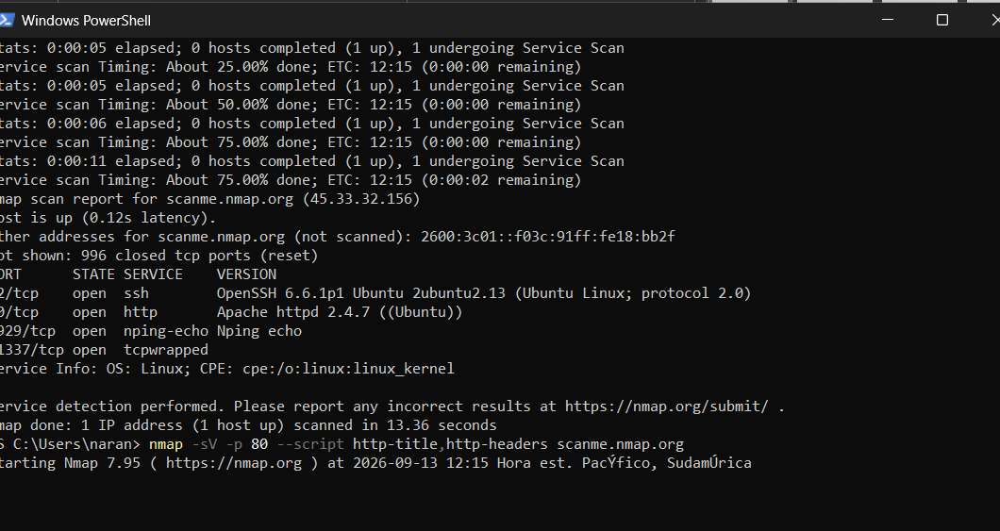 Windows PowerShell
tats: 0:00:05 elapsed; 0 hosts completed (1 up), 1 undergoing Service Scan
ervice scan Timing: About 25.00% done; ETC: 12:15 (0:00:00 remaining)
tats: 0:00:05 elapsed; 0 hosts completed (1 up), 1 undergoing Service Scan
ervice scan Timing: About 50.00% done; ETC: 12:15 (0:00:00 remaining)
tats: 0:00:06 elapsed; 0 hosts completed (1 up), 1 undergoing Service Scan
ervice scan Timing: About 75.00% done; ETC: 12:15 (0:00:00 remaining)
tats: 0:00:11 elapsed; 0 hosts completed (1 up), 1 undergoing Service Scan
ervice scan Timing: About 75.00% done; ETC: 12:15 (0:00:02 remaining)
map scan report for scanme.nmap.org (45.33.32.156)
ost is up (0.12s latency).
ther addresses for scanme.nmap.org (not scanned): 2600:3c01::f03c:91ff:fe18:bb2f
ot shown: 996 closed tcp ports (reset)
ORT      STATE SERVICE    VERSION
2/tcp    open  ssh        OpenSSH 6.6.1p1 Ubuntu 2ubuntu2.13 (Ubuntu Linux; protocol 2.0)
0/tcp    open  http       Apache httpd 2.4.7 ((Ubuntu))
929/tcp  open  nping-echo Nping echo
1337/tcp open  tcpwrapped
ervice Info: OS: Linux; CPE: cpe:/o:linux:linux_kernel
ervice detection performed. Please report any incorrect results at https://nmap.org/submit/ .
map done: 1 IP address (1 host up) scanned in 13.36 seconds
S C:\Users\naran> nmap -sV -p 80 --script http-title,http-headers scanme.nmap.org
tarting Nmap 7.95 ( https://nmap.org ) at 2026-09-13 12:15 Hora est. PacÝfico, SudamÚrica